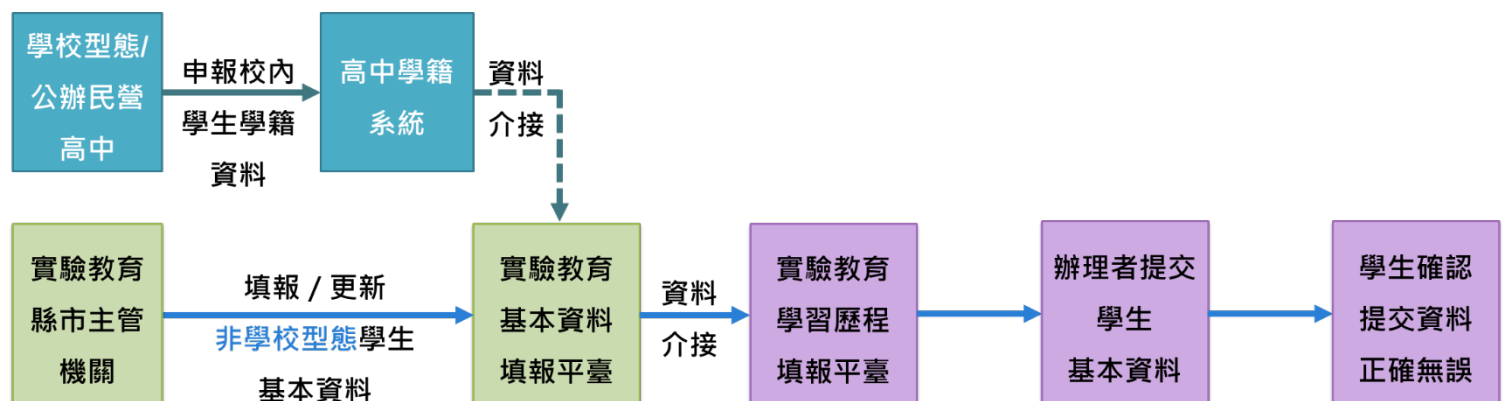 學校型態/
公辦民營
高中
申報校內
學生學籍
資料
高中學籍
系統
資料
介接
實驗教育
縣市主管
機關
填報 / 更新
非學校型態學生
基本資料
實驗教育
基本資料
填報平臺
資料
介接
實驗教育
學習歷程
填報平臺
辦理者提交
學生
基本資料
學生確認
提交資料
正確無誤